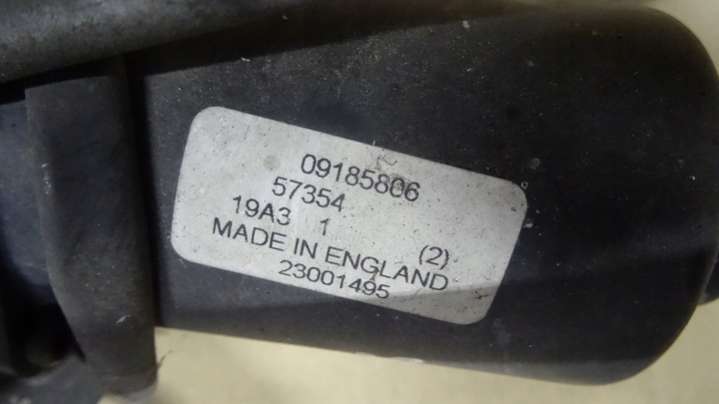 09185806
57354
19A3 1 (2)
MADE IN ENGLAND
23001495